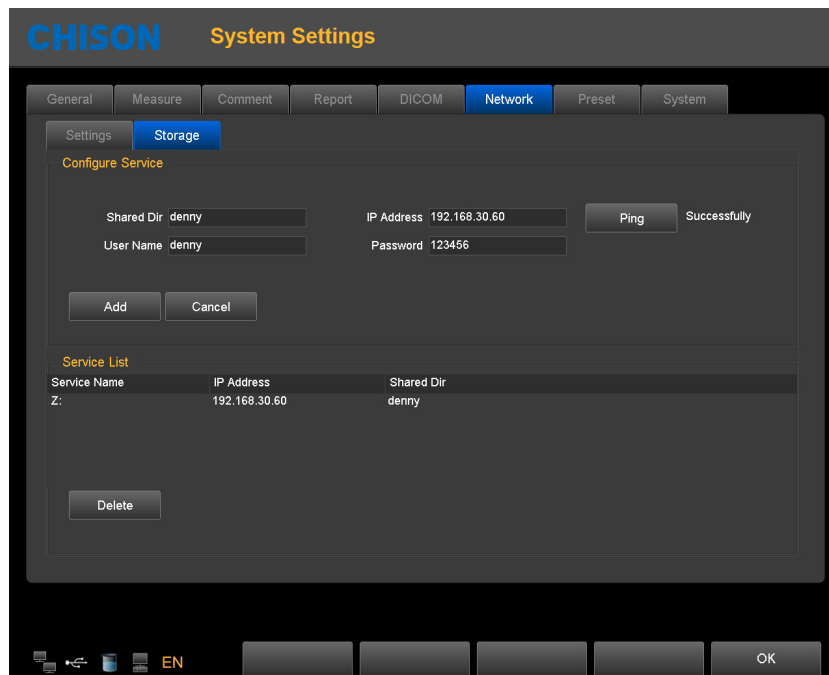 CHISON System Settings
General Measure Comment Report DICOM Network Preset System
Settings Storage
Configure Service
Shared Dir denny IP Address 192.168.30.60 Ping Successfully
User Name denny Password 123456
Add Cancel
Service List
Service Name IP Address Shared Dir
Z: 192.168.30.60 denny
Delete
EN OK